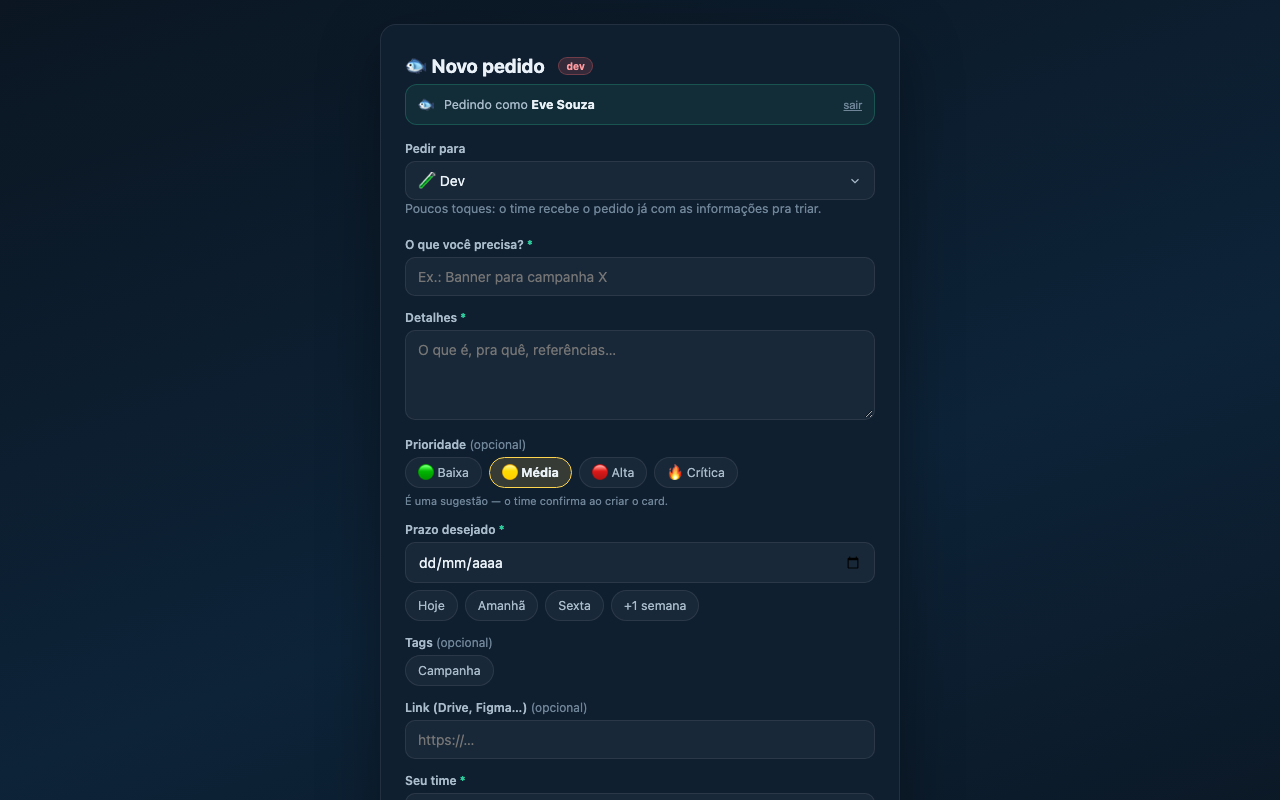 Novo pedido dev
Pedindo como Eve Souza sair
Pedir para
Dev
Poucos toques: o time recebe o pedido já com as informações pra triar.
O que você precisa? *
Ex.: Banner para campanha X
Detalhes *
O que é, pra quê, referências...
Prioridade (opcional)
Baixa Média Alta Crítica
É uma sugestão — o time confirma ao criar o card.
Prazo desejado *
dd/mm/aaaa
Hoje Amanhã Sexta +1 semana
Tags (opcional)
Campanha
Link (Drive, Figma...) (opcional)
https://...
Seu time *